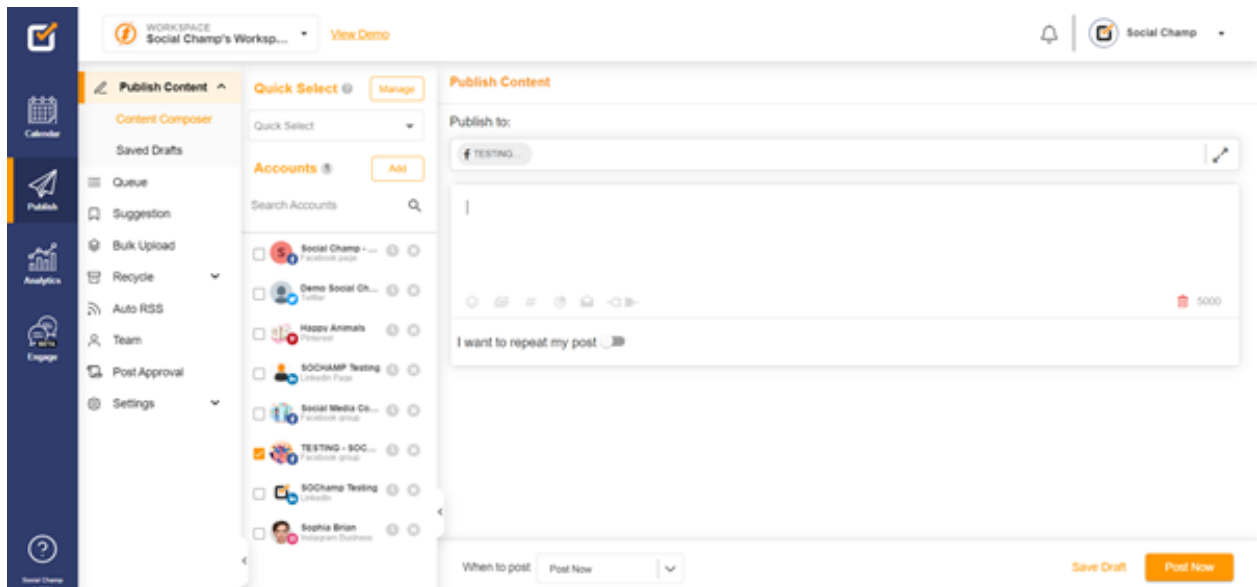 WORKSPACE
Social Champ's Worksp...
View Demo
Social Champ
Calendar
Publish
Analytics
BETA
Engage
Social Champ
Publish Content
Content Composer
Saved Drafts
Queue
Suggestion
Bulk Upload
Recycle
Auto RSS
Team
Post Approval
Settings
Quick Select
Manage
Quick Select
Accounts
Add
Search Accounts
Social Champ - ...
Facebook page
Demo Social Ch...
Twitter
Happy Animals
Pinterest
SOCHAMP Testing
Linkedin Page
Social Media Co...
Facebook group
TESTING - SOC...
Facebook group
SOChamp Testing
Linkedin
Sophia Brian
Instagram Business
Publish Content
Publish to:
TESTING...
5000
I want to repeat my post
When to post
Post Now
Save Draft
Post Now